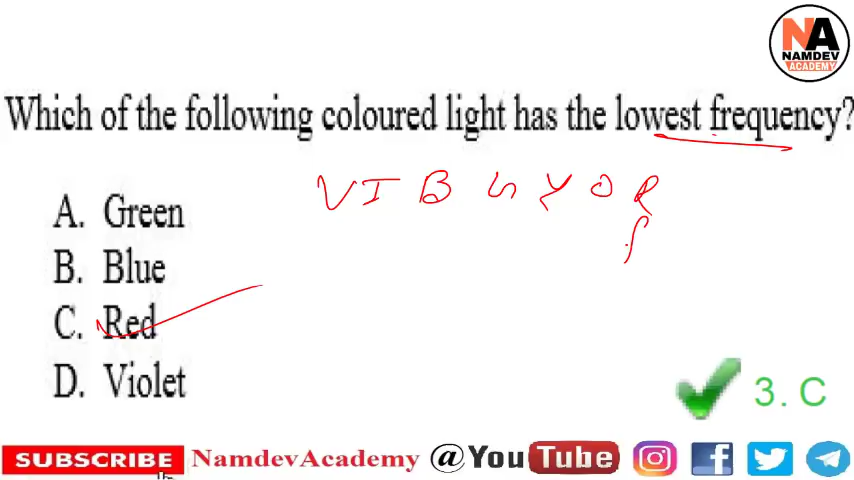 NA
NAMDEV
ACADEMY
Which of the following coloured light has the lowest frequency?
V I B G Y O R
A. Green
B. Blue
C. Red
D. Violet
3. C
SUBSCRIBE NamdevAcademy @YouTube